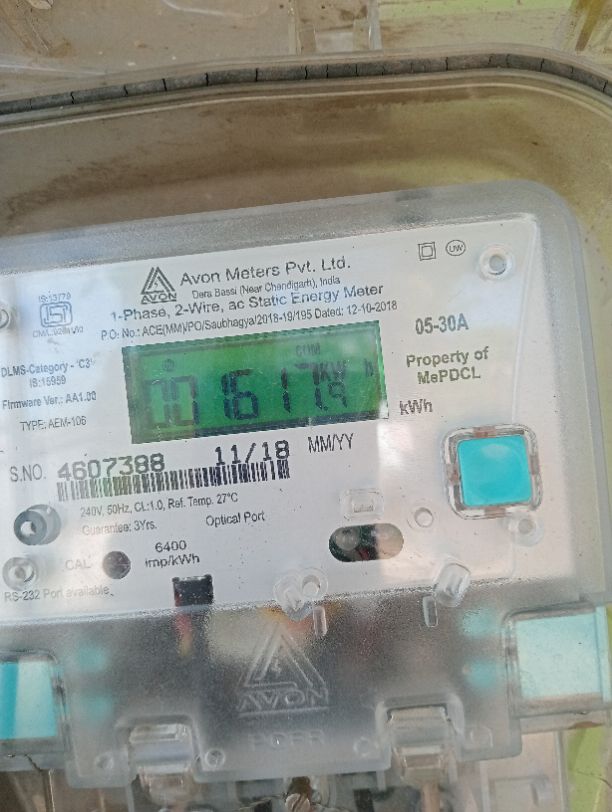 Avon Meters Pvt. Ltd.
Dera Bassi (Near Chandigarh), India
1-Phase, 2-Wire, ac Static Energy Meter
P.O. No.: ACE(MM)/PO/Saubhagya/2018-19/195 Dated: 12-10-2018
AVON
UW
IS:13779
DLMS-Category - 'C3'
IS:15959
Firmware Ver.: AA1.00
TYPE: AEM-106
CUM
KW h
05-30A
Property of
MePDCL
kWh
S.NO. 4607388 11/18 MM/YY
240V, 50Hz, Cl.:1.0, Ref. Temp. 27°C
Guarantee: 3Yrs. Optical Port
6400
imp/kWh
CAL
RS-232 Port available.
AVON